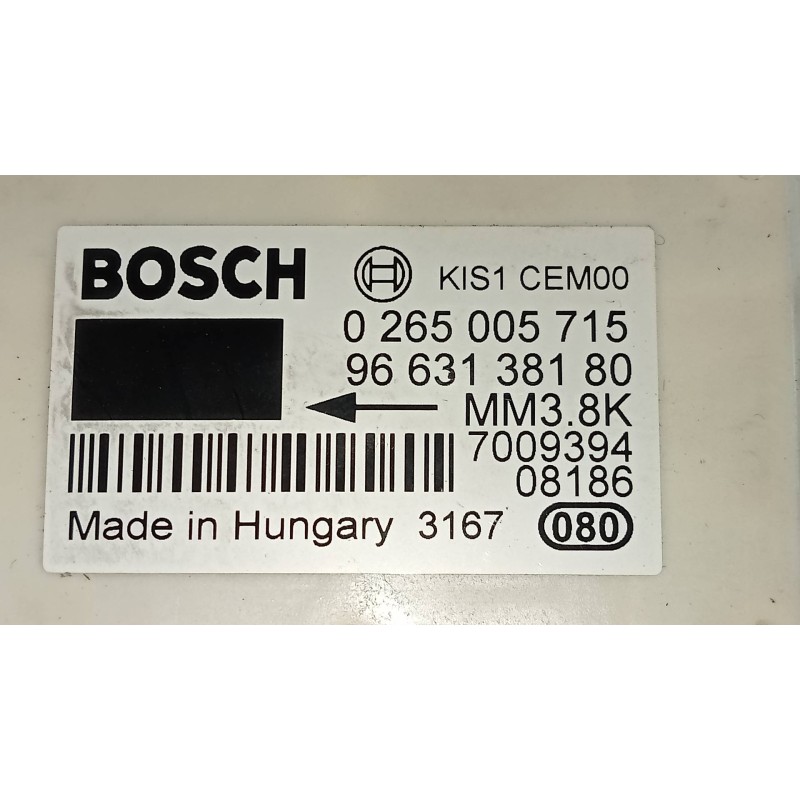 BOSCH KIS1 CEM00
0 265 005 715
96 631 381 80
MM3.8K
7009394
08186
Made in Hungary 3167 080